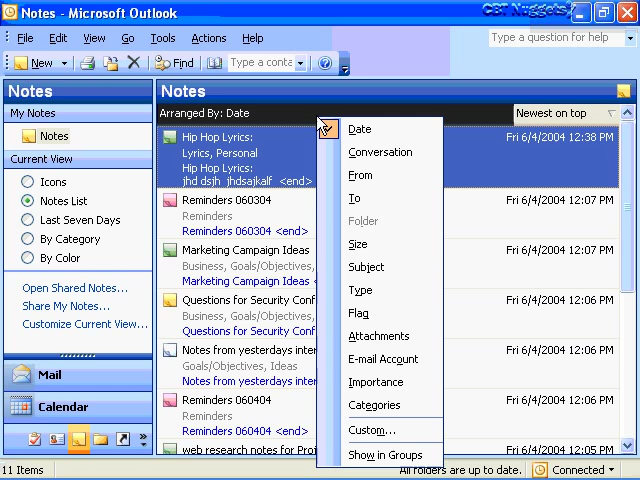 Notes - Microsoft Outlook
CBT Nuggets
File Edit View Go Tools Actions Help
Type a question for help
New Find Type a conta
Notes
Notes
My Notes
Arranged By: Date
Newest on top
Notes
Current View
Icons
Notes List
Last Seven Days
By Category
By Color
Open Shared Notes...
Share My Notes...
Customize Current View...
Mail
Calendar
Hip Hop Lyrics:
Fri 6/4/2004 12:38 PM
Lyrics, Personal
Hip Hop Lyrics:
jhd dsjh jhdsajkalf <end>
Reminders 060304
Fri 6/4/2004 12:07 PM
Reminders
Reminders 060304 <end>
Marketing Campaign Ideas
Fri 6/4/2004 12:07 PM
Business, Goals/Objectives,
Marketing Campaign Ideas
Questions for Security Conf
Fri 6/4/2004 12:06 PM
Business, Goals/Objectives,
Questions for Security Conf
Notes from yesterdays inter
Fri 6/4/2004 12:06 PM
Goals/Objectives, Ideas
Notes from yesterdays inter
Reminders 060404
Fri 6/4/2004 12:06 PM
Reminders
Reminders 060404 <end>
web research notes for Proj
Fri 6/4/2004 12:05 PM
Date
Conversation
From
To
Folder
Size
Subject
Type
Flag
Attachments
E-mail Account
Importance
Categories
Custom...
Show in Groups
11 Items
All folders are up to date.
Connected